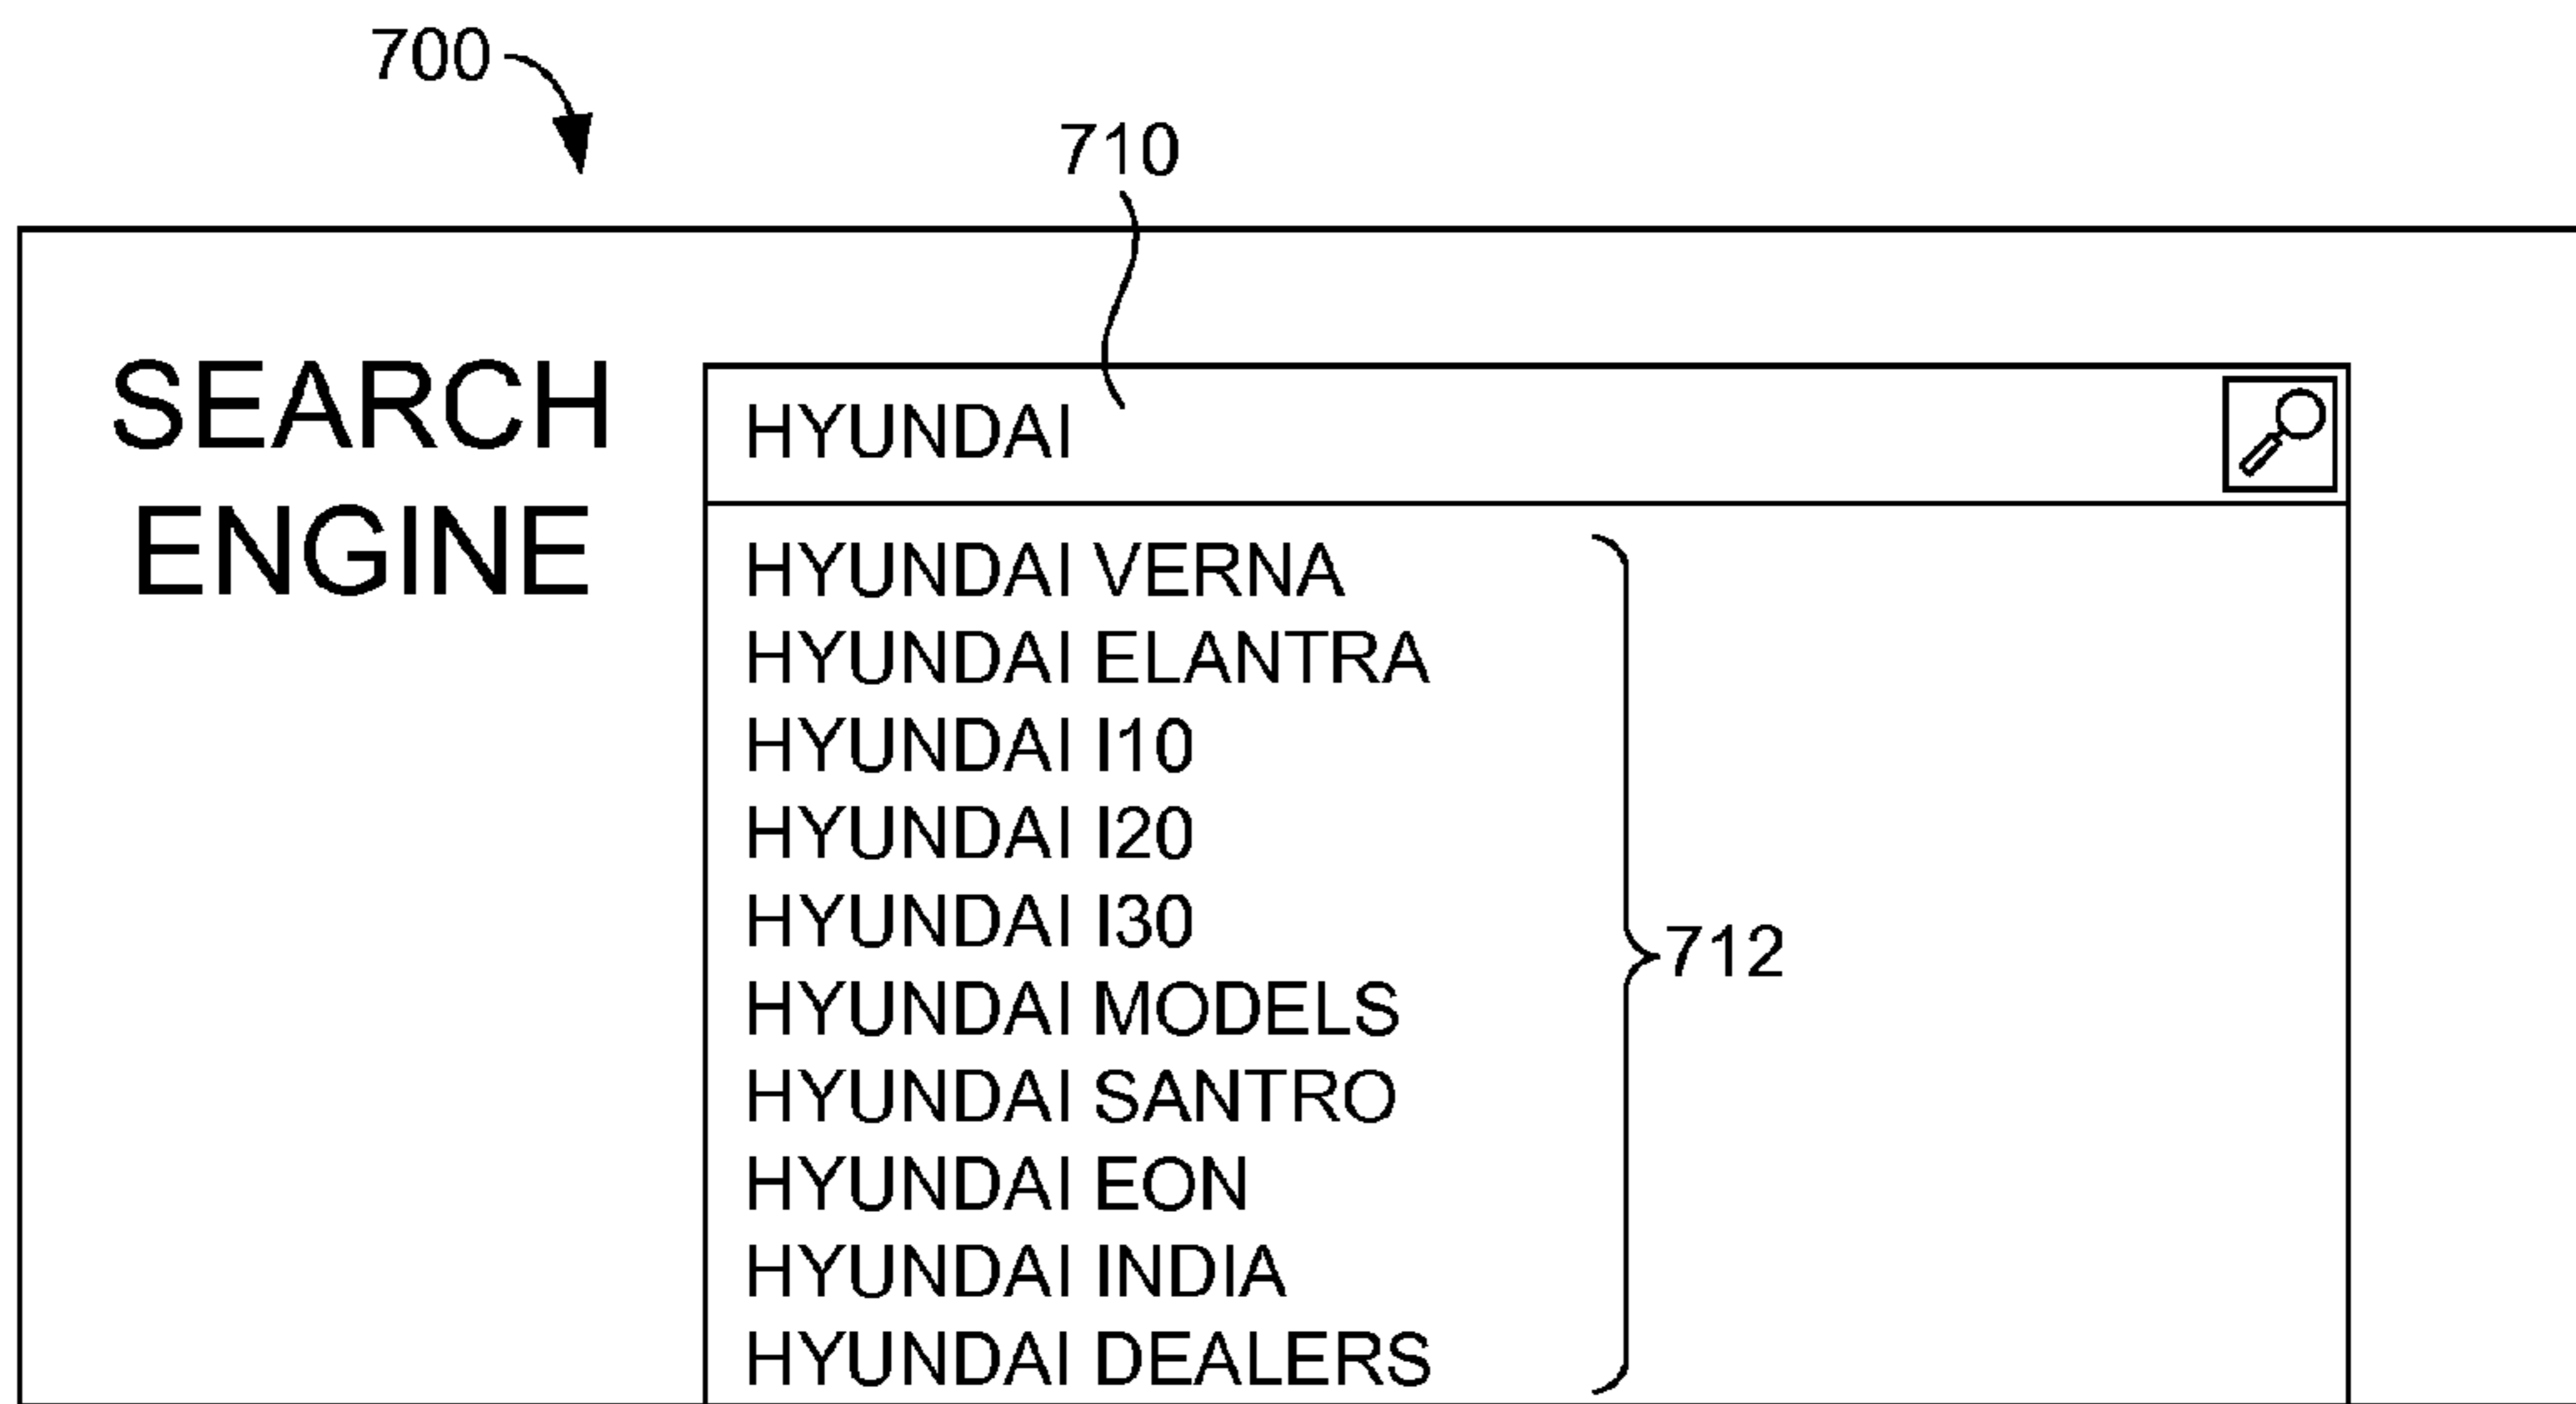 700
710
SEARCH
ENGINE
HYUNDAI
HYUNDAI VERNA
HYUNDAI ELANTRA
HYUNDAI I10
HYUNDAI I20
HYUNDAI I30
HYUNDAI MODELS
HYUNDAI SANTRO
HYUNDAI EON
HYUNDAI INDIA
HYUNDAI DEALERS
712